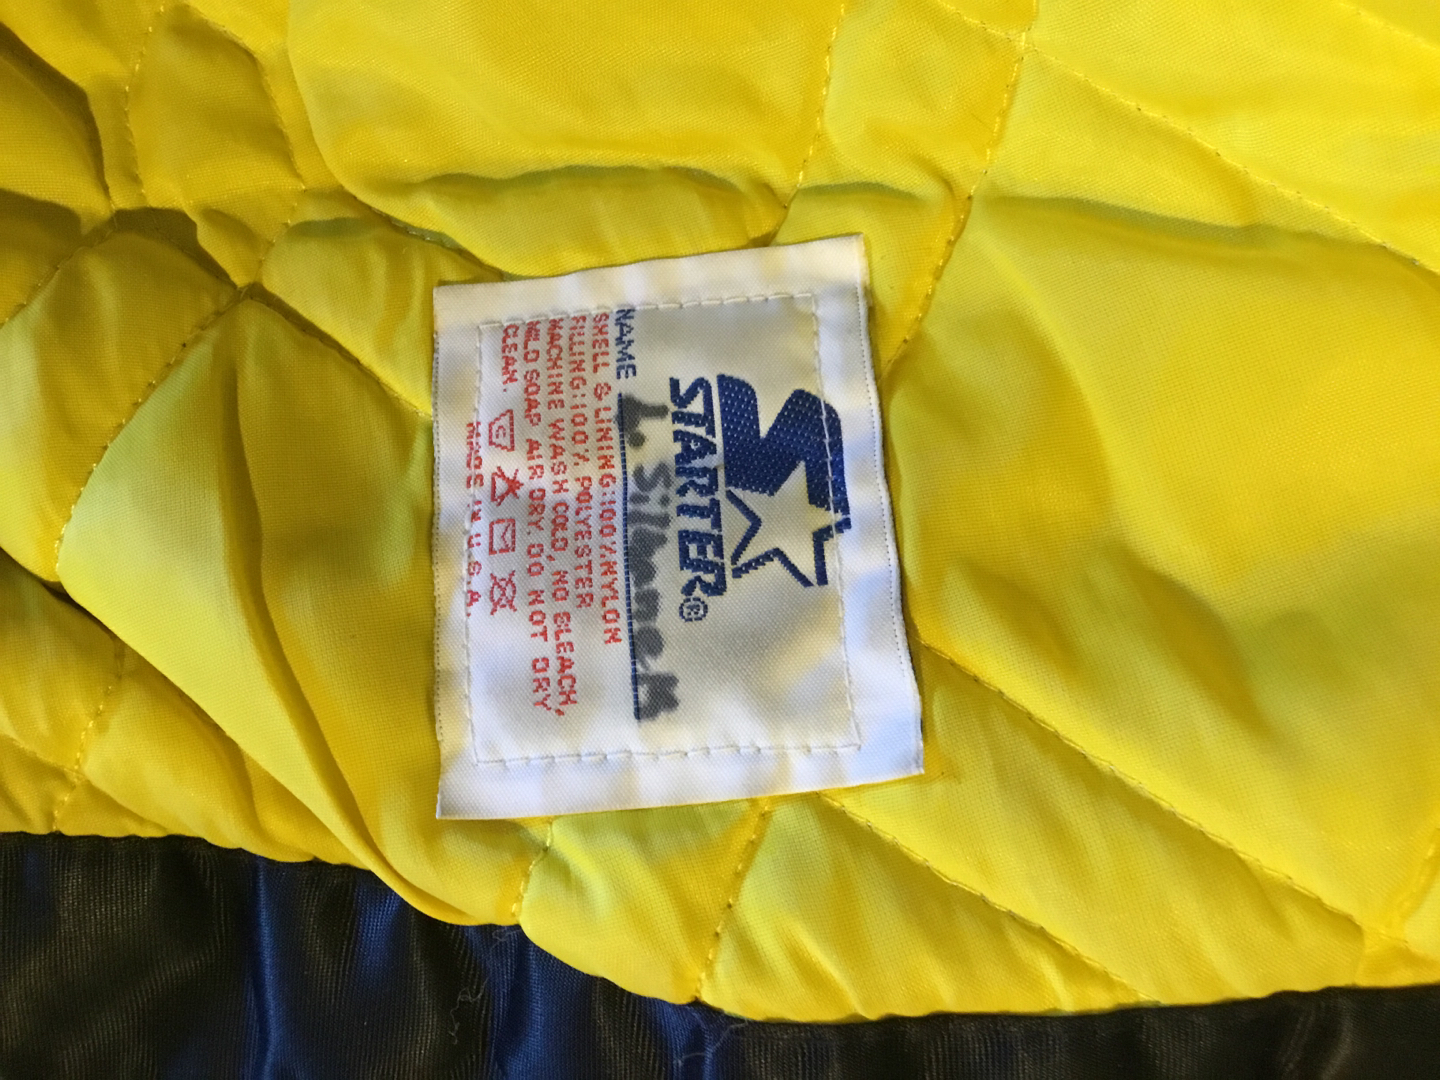 STARTER®
NAME L. Silverman
SHELL & LINING:100% NYLON
FILLING:100% POLYESTER
MACHINE WASH COLD, NO BLEACH,
MILD SOAP AIR DRY. DO NOT DRY
CLEAN.
MADE IN U.S.A.